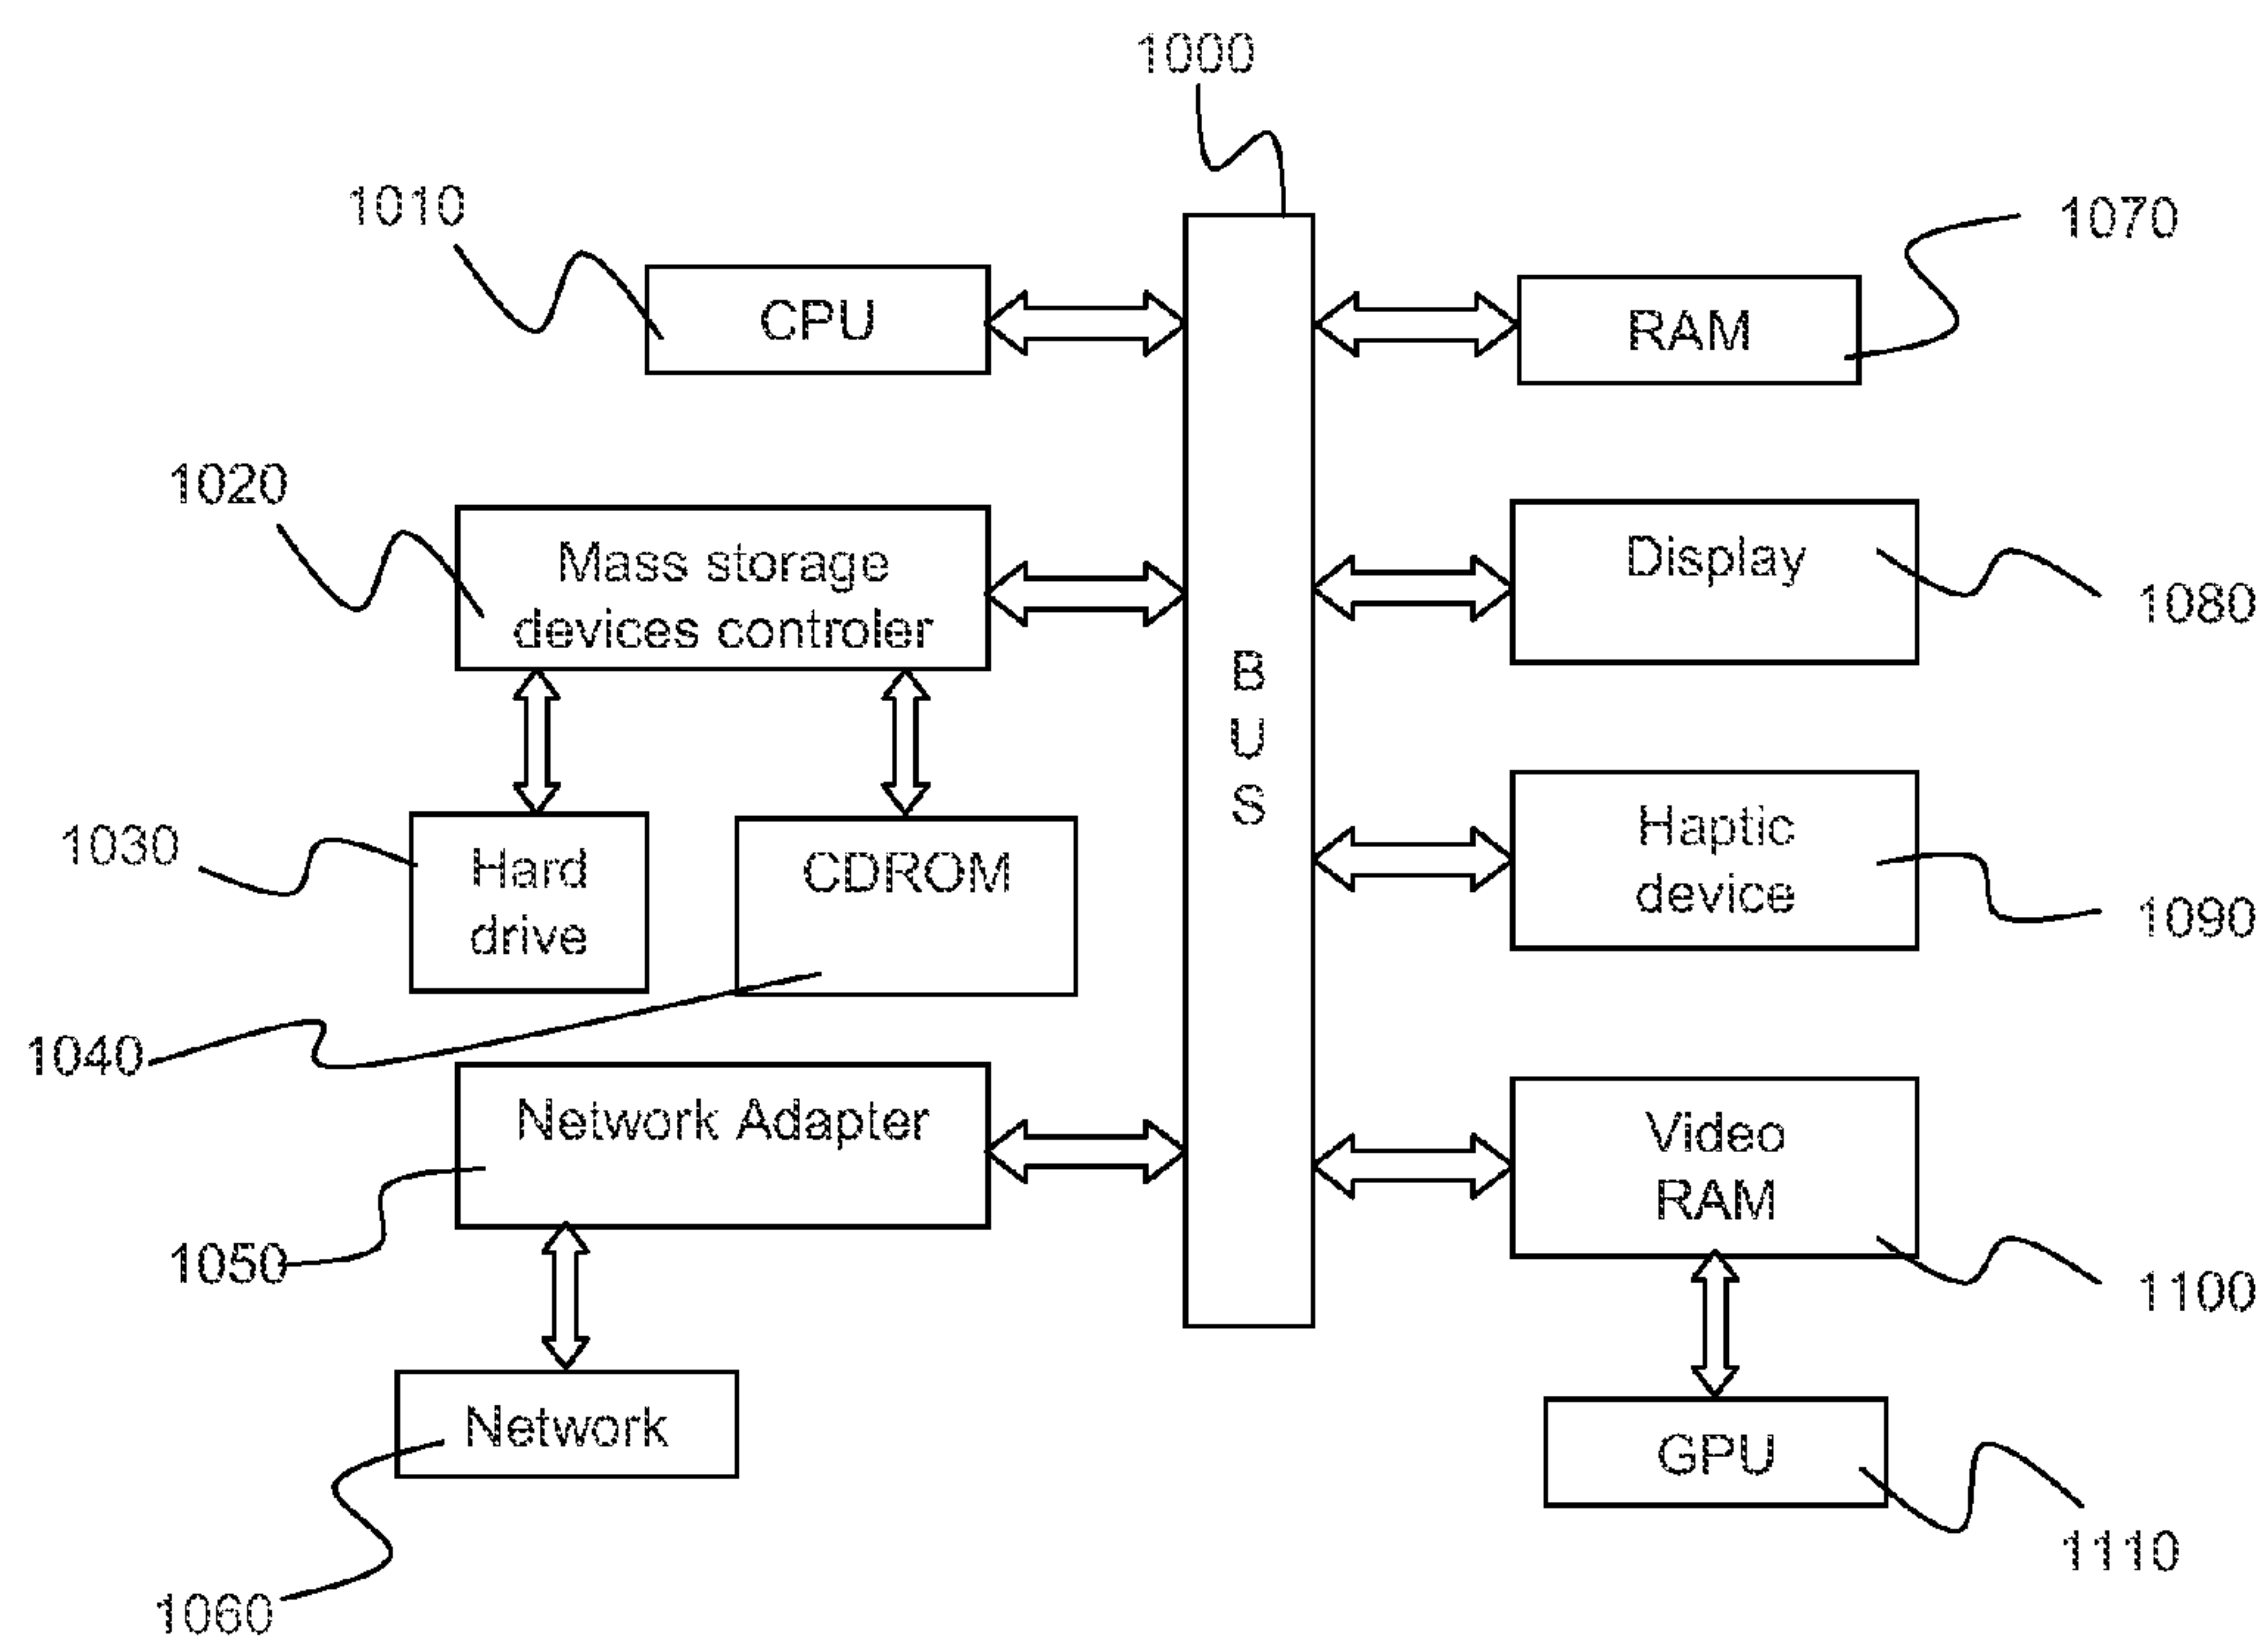 1000
1010
CPU
RAM
1070
1020
Mass storage
devices controler
Display
1080
B
U
S
1030
Hard
drive
CDROM
Haptic
device
1090
1040
Network Adapter
1050
Video
RAM
1100
Network
1060
GPU
1110